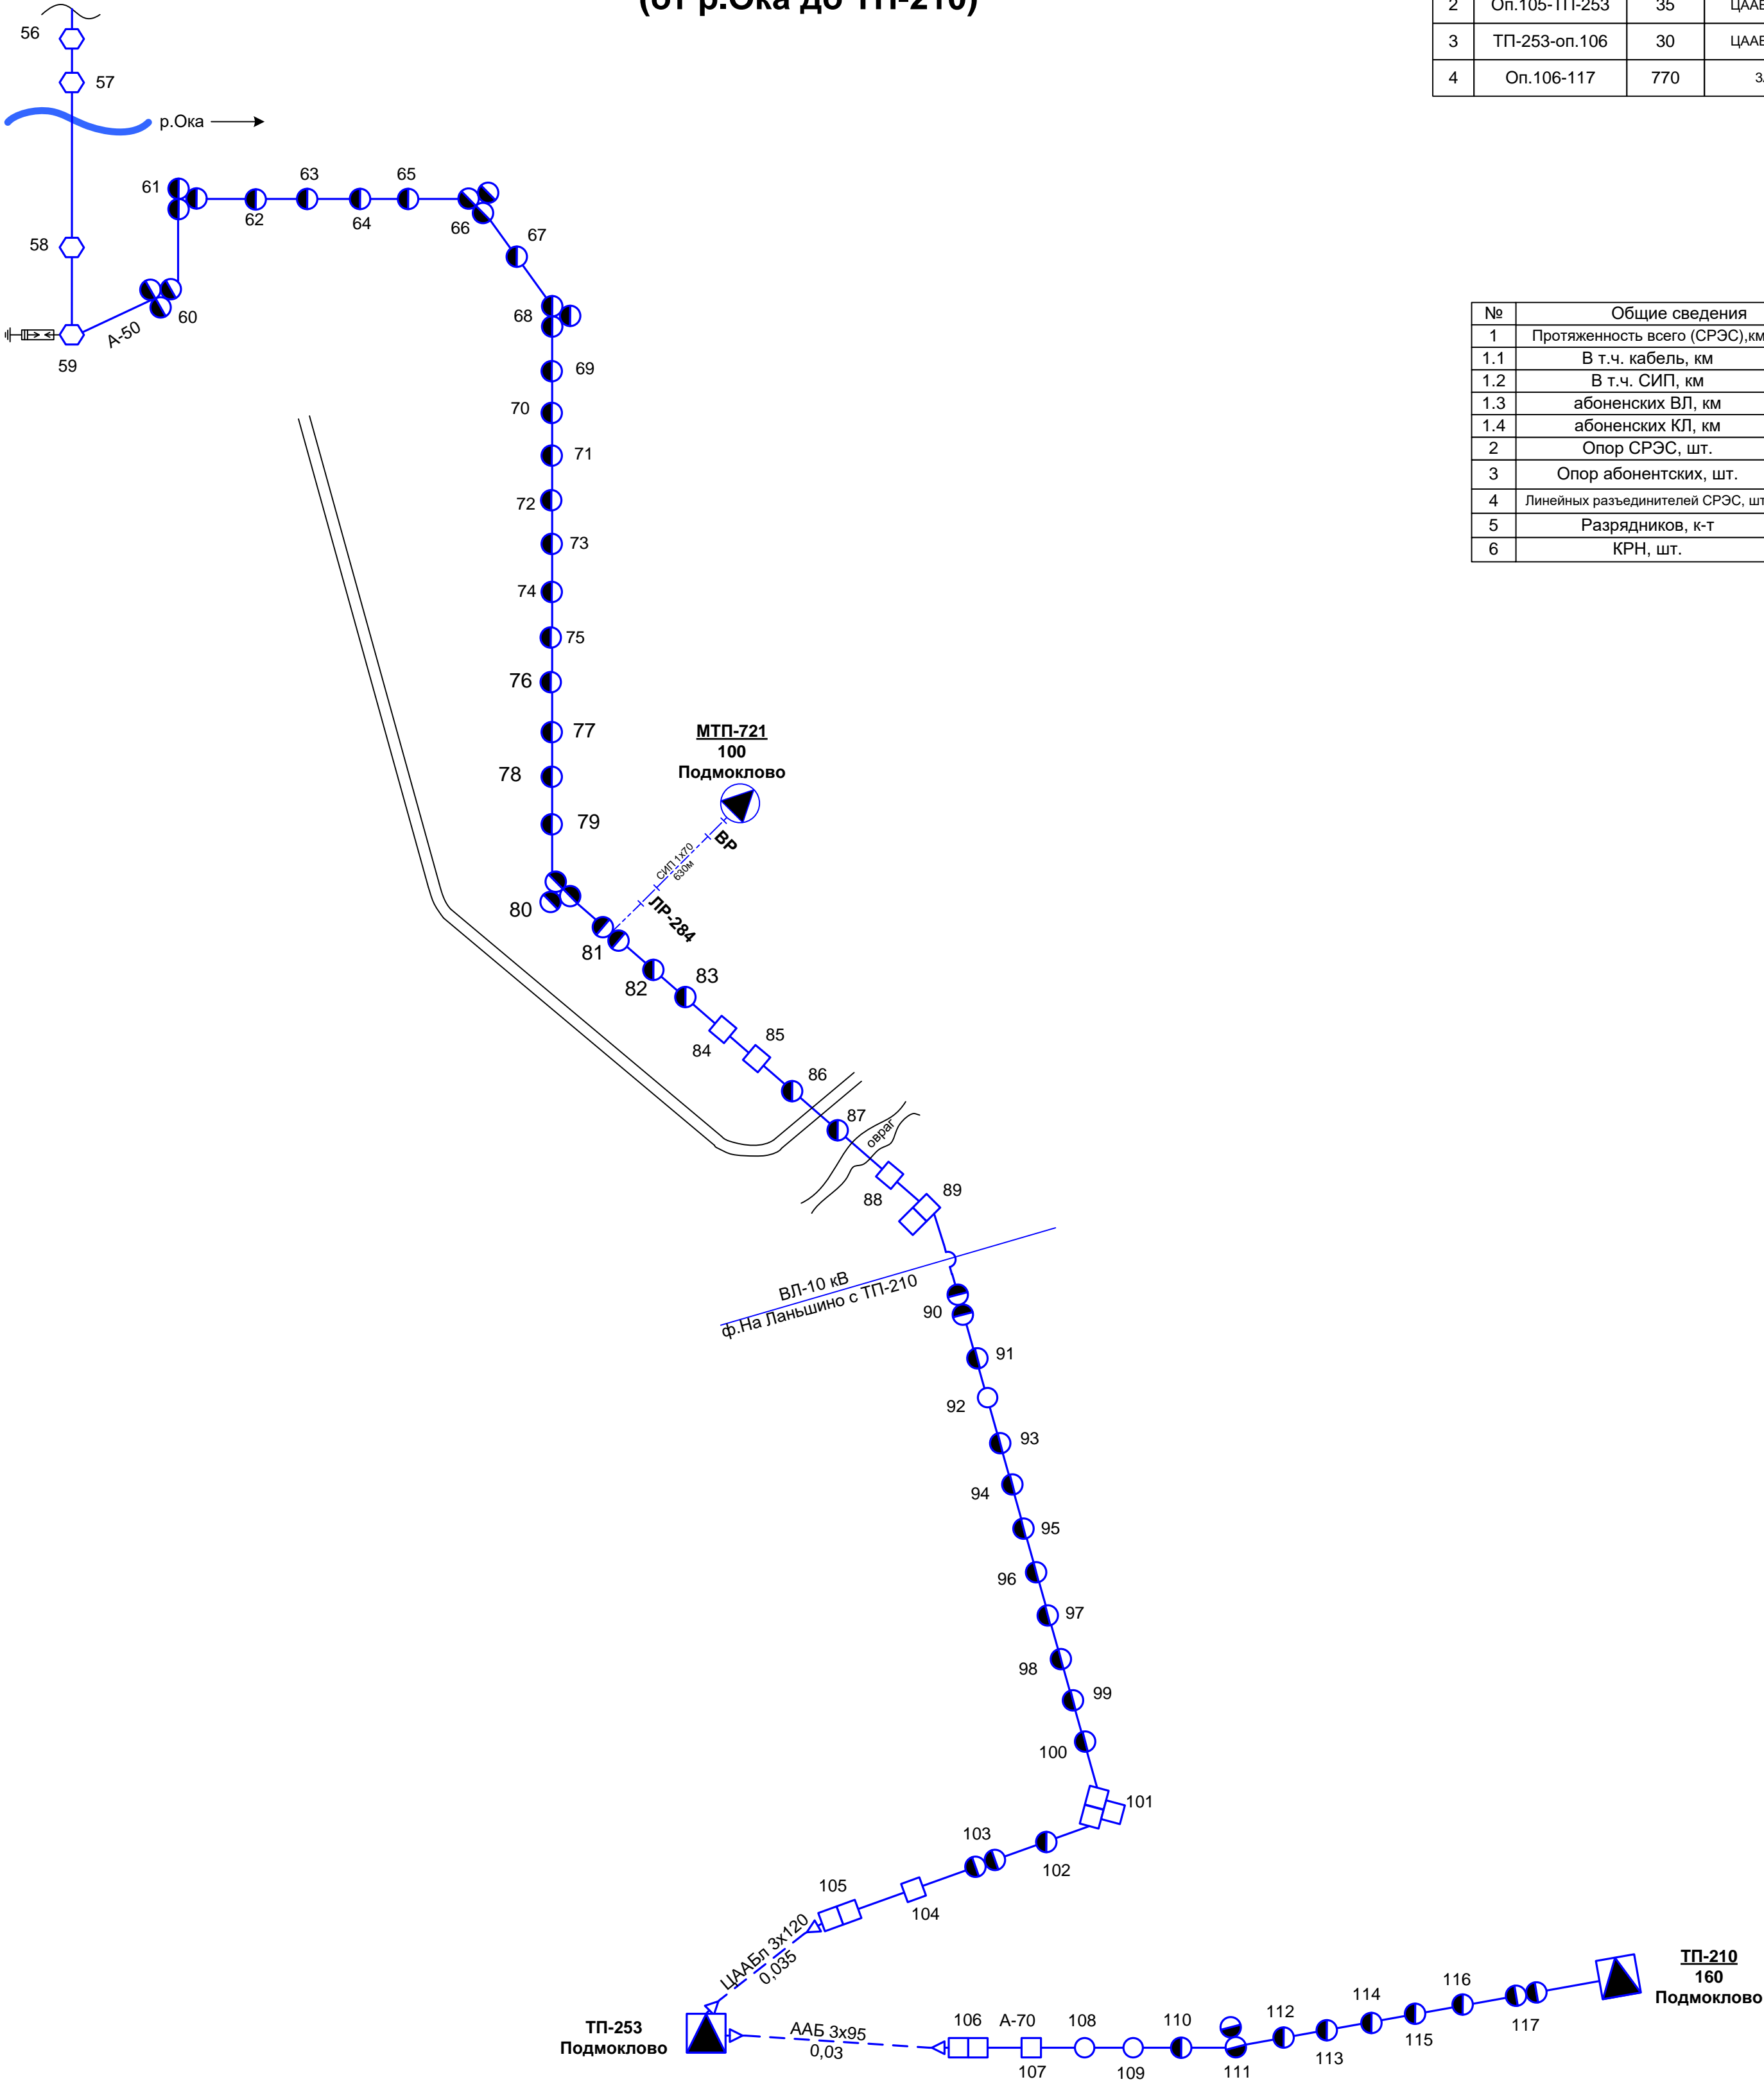 (от р.Ока до ТП-210)
2 Оп.105-ТП-253 35
3 ТП-253-оп.106 30
4 Оп.106-117 770
№ Общие сведения
1 Протяженность всего (СРЭС),км
1.1 В т.ч. кабель, км
1.2 В т.ч. СИП, км
1.3 абоненских ВЛ, км
1.4 абоненских КЛ, км
2 Опор СРЭС, шт.
3 Опор абонентских, шт.
4 Линейных разъединителей СРЭС, шт
5 Разрядников, к-т
6 КРН, шт.
56
57
р.Ока
58
59
А-50
60
61
62
63
64
65
66
67
68
69
70
71
72
73
74
75
76
77
78
79
МТП-721
100
Подмоклово
ВР
СИП 1х70
630м
ЛР-284
80
81
82
83
84
85
86
87
овраг
88
89
ВЛ-10 кВ
ф.На Ланьшино с ТП-210
90
91
92
93
94
95
96
97
98
99
100
101
102
103
104
105
ЦААБл 3х120
0,035
ТП-253
Подмоклово
ААБ 3х95
0,03
106
А-70
107
108
109
110
111
112
113
114
115
116
117
ТП-210
160
Подмоклово